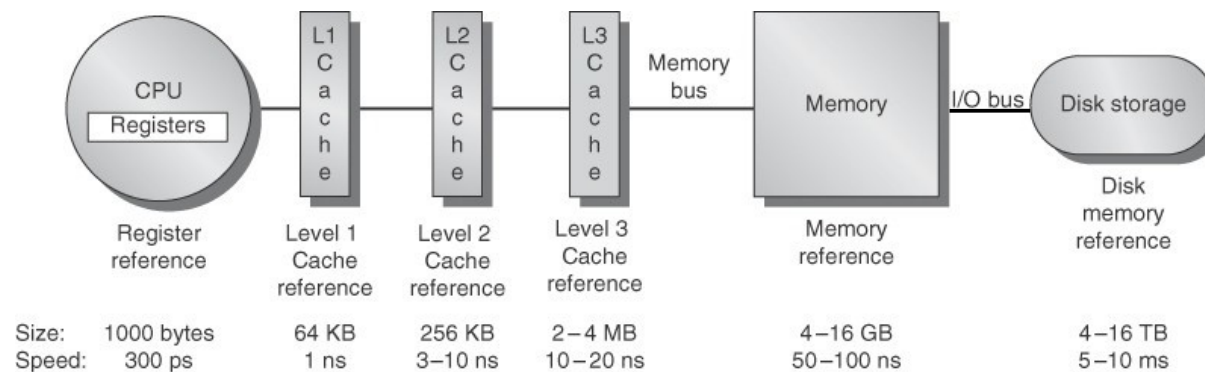 CPU
Registers
L1
C
a
c
h
e
L2
C
a
c
h
e
L3
C
a
c
h
e
Memory
bus
Memory
I/O bus
Disk storage
Register
reference
Level 1
Cache
reference
Level 2
Cache
reference
Level 3
Cache
reference
Memory
reference
Disk
memory
reference
Size: 1000 bytes 64 KB 256 KB 2–4 MB 4–16 GB 4–16 TB
Speed: 300 ps 1 ns 3–10 ns 10–20 ns 50–100 ns 5-10 ms